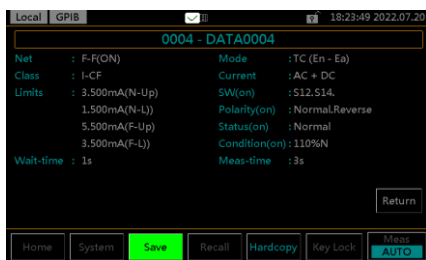 Local GPIB 18:23:49 2022.07.20
0004 - DATA0004
Net : F-F(ON) Mode :TC (En - Ea)
Class : I-CF Current :AC + DC
Limits : 3.500mA(N-Up) SW(on) :S12.S14.
1.500mA(N-L)) Polarity(on) :Normal.Reverse
5.500mA(F-Up) Status(on) :Normal
3.500mA(F-L)) Condition(on) :110%N
Wait-time : 1s Meas-time :3s
Return
Home System Save Recall Hardcopy Key Lock Meas
AUTO